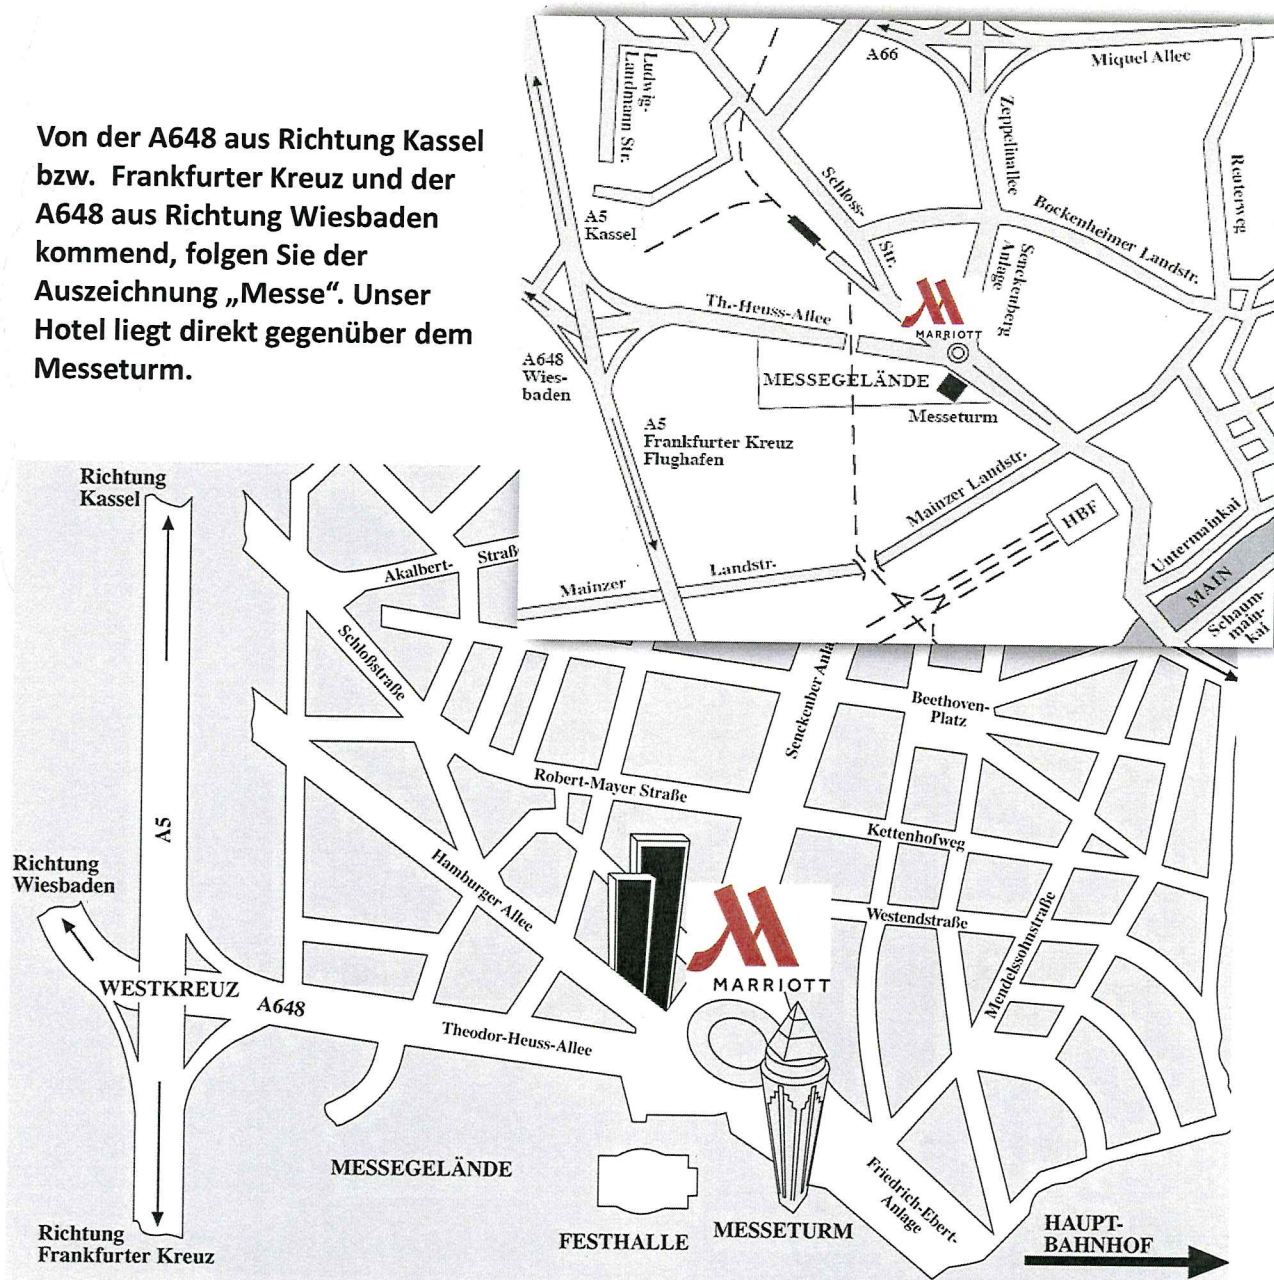 Von der A648 aus Richtung Kassel
bzw. Frankfurter Kreuz und der
A648 aus Richtung Wiesbaden
kommend, folgen Sie der
Auszeichnung „Messe“. Unser
Hotel liegt direkt gegenüber dem
Messeturm.
A66
Miquel Allee
Ludwig-
Landmann Str.
Zeppelinallee
Reuterweg
Schloss-
Str.
Bockenheimer Landstr.
Senckenberg
Anlage
A5
Kassel
Th.-Heuss-Allee
MARRIOTT
A648
Wies-
baden
MESSEGELÄNDE
Messeturm
A5
Frankfurter Kreuz
Flughafen
Mainzer Landstr.
HBF
Untermainkai
MAIN
Schaum-
main-
kai
Mainzer
Landstr.
Richtung
Kassel
Akalbert-
Straß
Schloßstraße
Senckenber Anla
Beethoven-
Platz
Robert-Mayer Straße
A5
Kettenhofweg
Richtung
Wiesbaden
Hamburger Allee
Westendstraße
Mendelssohnstraße
MARRIOTT
WESTKREUZ
A648
Theodor-Heuss-Allee
MESSEGELÄNDE
Friedrich-Ebert-
Anlage
FESTHALLE
MESSETURM
HAUPT-
BAHNHOF
Richtung
Frankfurter Kreuz